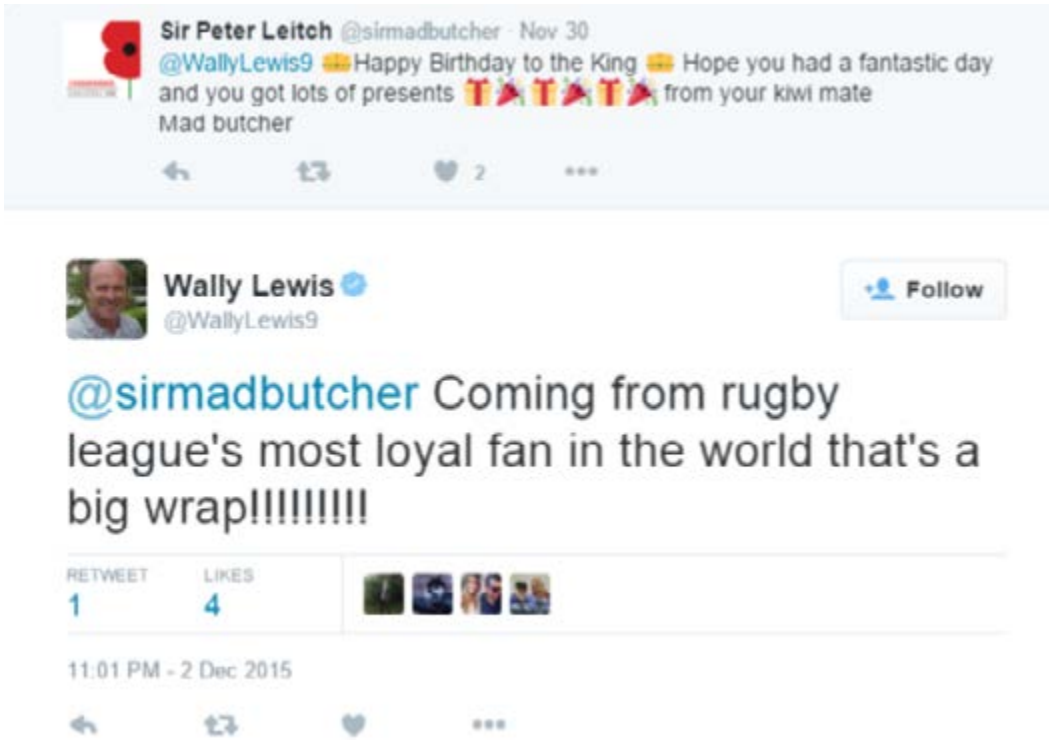 Sir Peter Leitch @sirmadbutcher · Nov 30
@WallyLewis9 Happy Birthday to the King Hope you had a fantastic day
and you got lots of presents from your kiwi mate
Mad butcher
2
Wally Lewis
@WallyLewis9
Follow
@sirmadbutcher Coming from rugby
league's most loyal fan in the world that's a
big wrap!!!!!!!!!
RETWEET LIKES
1 4
11:01 PM - 2 Dec 2015